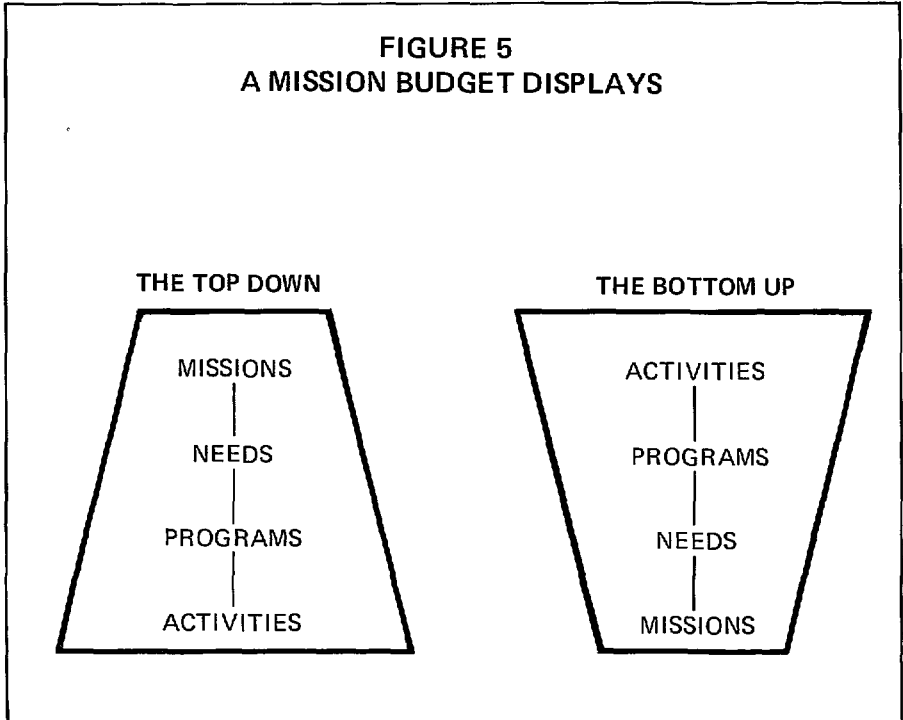 FIGURE 5
A MISSION BUDGET DISPLAYS
THE TOP DOWN
MISSIONS
NEEDS
PROGRAMS
ACTIVITIES
THE BOTTOM UP
ACTIVITIES
PROGRAMS
NEEDS
MISSIONS